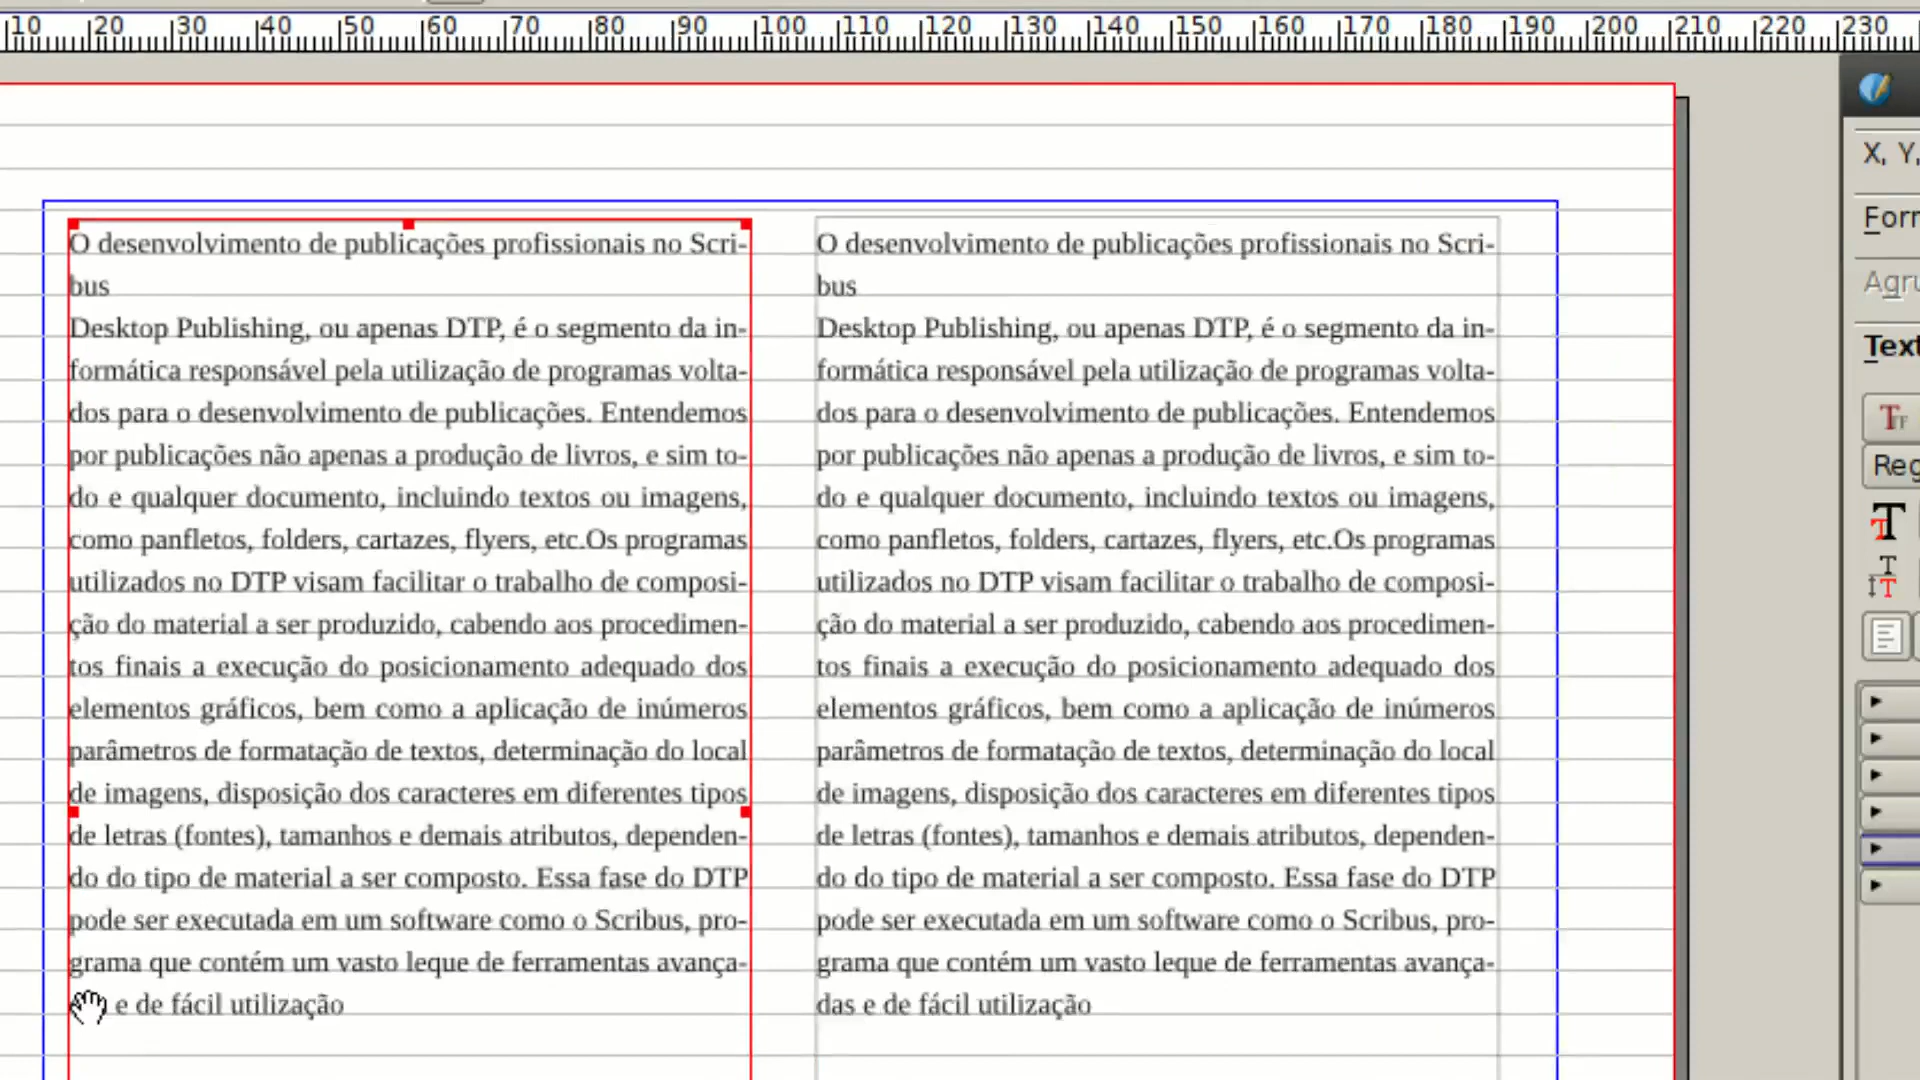 10 20 30 40 50 60 70 80 90 100 110 120 130 140 150 160 170 180 190 200 210 220 230
X, Y,
O desenvolvimento de publicações profissionais no Scri-
bus
Desktop Publishing, ou apenas DTP, é o segmento da in-
formática responsável pela utilização de programas volta-
dos para o desenvolvimento de publicações. Entendemos
por publicações não apenas a produção de livros, e sim to-
do e qualquer documento, incluindo textos ou imagens,
como panfletos, folders, cartazes, flyers, etc.Os programas
utilizados no DTP visam facilitar o trabalho de composi-
ção do material a ser produzido, cabendo aos procedimen-
tos finais a execução do posicionamento adequado dos
elementos gráficos, bem como a aplicação de inúmeros
parâmetros de formatação de textos, determinação do local
de imagens, disposição dos caracteres em diferentes tipos
de letras (fontes), tamanhos e demais atributos, dependen-
do do tipo de material a ser composto. Essa fase do DTP
pode ser executada em um software como o Scribus, pro-
grama que contém um vasto leque de ferramentas avança-
e de fácil utilização
O desenvolvimento de publicações profissionais no Scri-
bus
Desktop Publishing, ou apenas DTP, é o segmento da in-
formática responsável pela utilização de programas volta-
dos para o desenvolvimento de publicações. Entendemos
por publicações não apenas a produção de livros, e sim to-
do e qualquer documento, incluindo textos ou imagens,
como panfletos, folders, cartazes, flyers, etc.Os programas
utilizados no DTP visam facilitar o trabalho de composi-
ção do material a ser produzido, cabendo aos procedimen-
tos finais a execução do posicionamento adequado dos
elementos gráficos, bem como a aplicação de inúmeros
parâmetros de formatação de textos, determinação do local
de imagens, disposição dos caracteres em diferentes tipos
de letras (fontes), tamanhos e demais atributos, dependen-
do do tipo de material a ser composto. Essa fase do DTP
pode ser executada em um software como o Scribus, pro-
grama que contém um vasto leque de ferramentas avança-
das e de fácil utilização
Form
Agru
Text
Reg